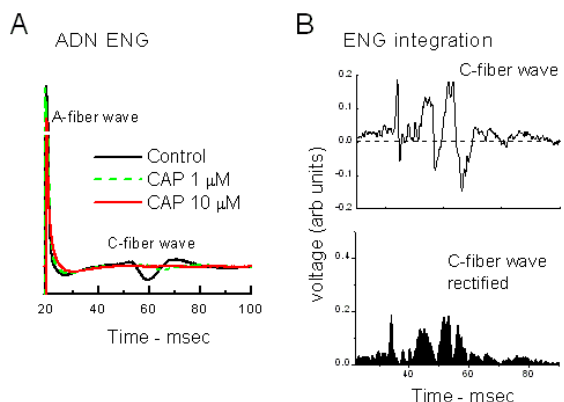 A
ADN ENG
A-fiber wave
Control
CAP 1 μM
CAP 10 μM
C-fiber wave
20 40 60 80 100
Time - msec
B
ENG integration
voltage (arb units)
C-fiber wave
0.2
0.1
0.0
-0.1
-0.2
C-fiber wave
rectified
0.4
0.2
0.0
40 60 80
Time - msec